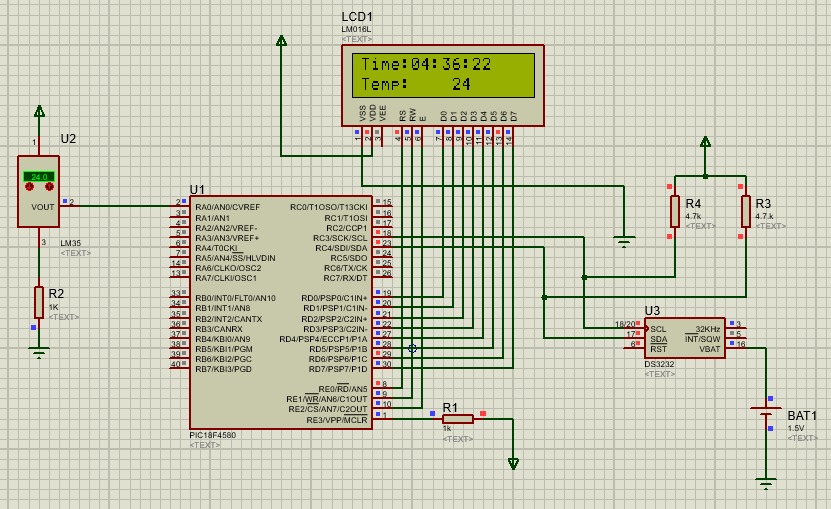 LCD1
LM016L
<TEXT>
Time:04:36:22
Temp: 24
VSS VDD VEE RS RW E D0 D1 D2 D3 D4 D5 D6 D7
1 2 3 4 5 6 7 8 9 10 11 12 13 14
U2
1
24.0
VOUT 2
3
LM35
<TEXT>
R2
1K
<TEXT>
U1
2 RA0/AN0/CVREF
3 RA1/AN1
4 RA2/AN2/VREF-
5 RA3/AN3/VREF+
6 RA4/T0CKI
7 RA5/AN4/SS/HLVDIN
14 RA6/CLKO/OSC2
13 RA7/CLKI/OSC1
33 RB0/INT0/FLT0/AN10
34 RB1/INT1/AN8
35 RB2/INT2/CANTX
36 RB3/CANRX
37 RB4/KBI0/AN9
38 RB5/KBI1/PGM
39 RB6/KBI2/PGC
40 RB7/KBI3/PGD
RC0/T1OSO/T13CKI 15
RC1/T1OSI 16
RC2/CCP1 17
RC3/SCK/SCL 18
RC4/SDI/SDA 23
RC5/SDO 24
RC6/TX/CK 25
RC7/RX/DT 26
RD0/PSP0/C1IN+ 19
RD1/PSP1/C1IN- 20
RD2/PSP2/C2IN+ 21
RD3/PSP3/C2IN- 22
RD4/PSP4/ECCP1/P1A 27
RD5/PSP5/P1B 28
RD6/PSP6/P1C 29
RD7/PSP7/P1D 30
RE0/RD/AN5 8
RE1/WR/AN6/C1OUT 9
RE2/CS/AN7/C2OUT 10
RE3/VPP/MCLR 1
PIC18F4580
<TEXT>
R1
1k
<TEXT>
R4
4.7k
<TEXT>
R3
4.7.k
<TEXT>
U3
18/20 SCL
17 SDA
6 RST
32KHz 3
INT/SQW 5
VBAT 16
DS3232
<TEXT>
BAT1
1.5V
<TEXT>